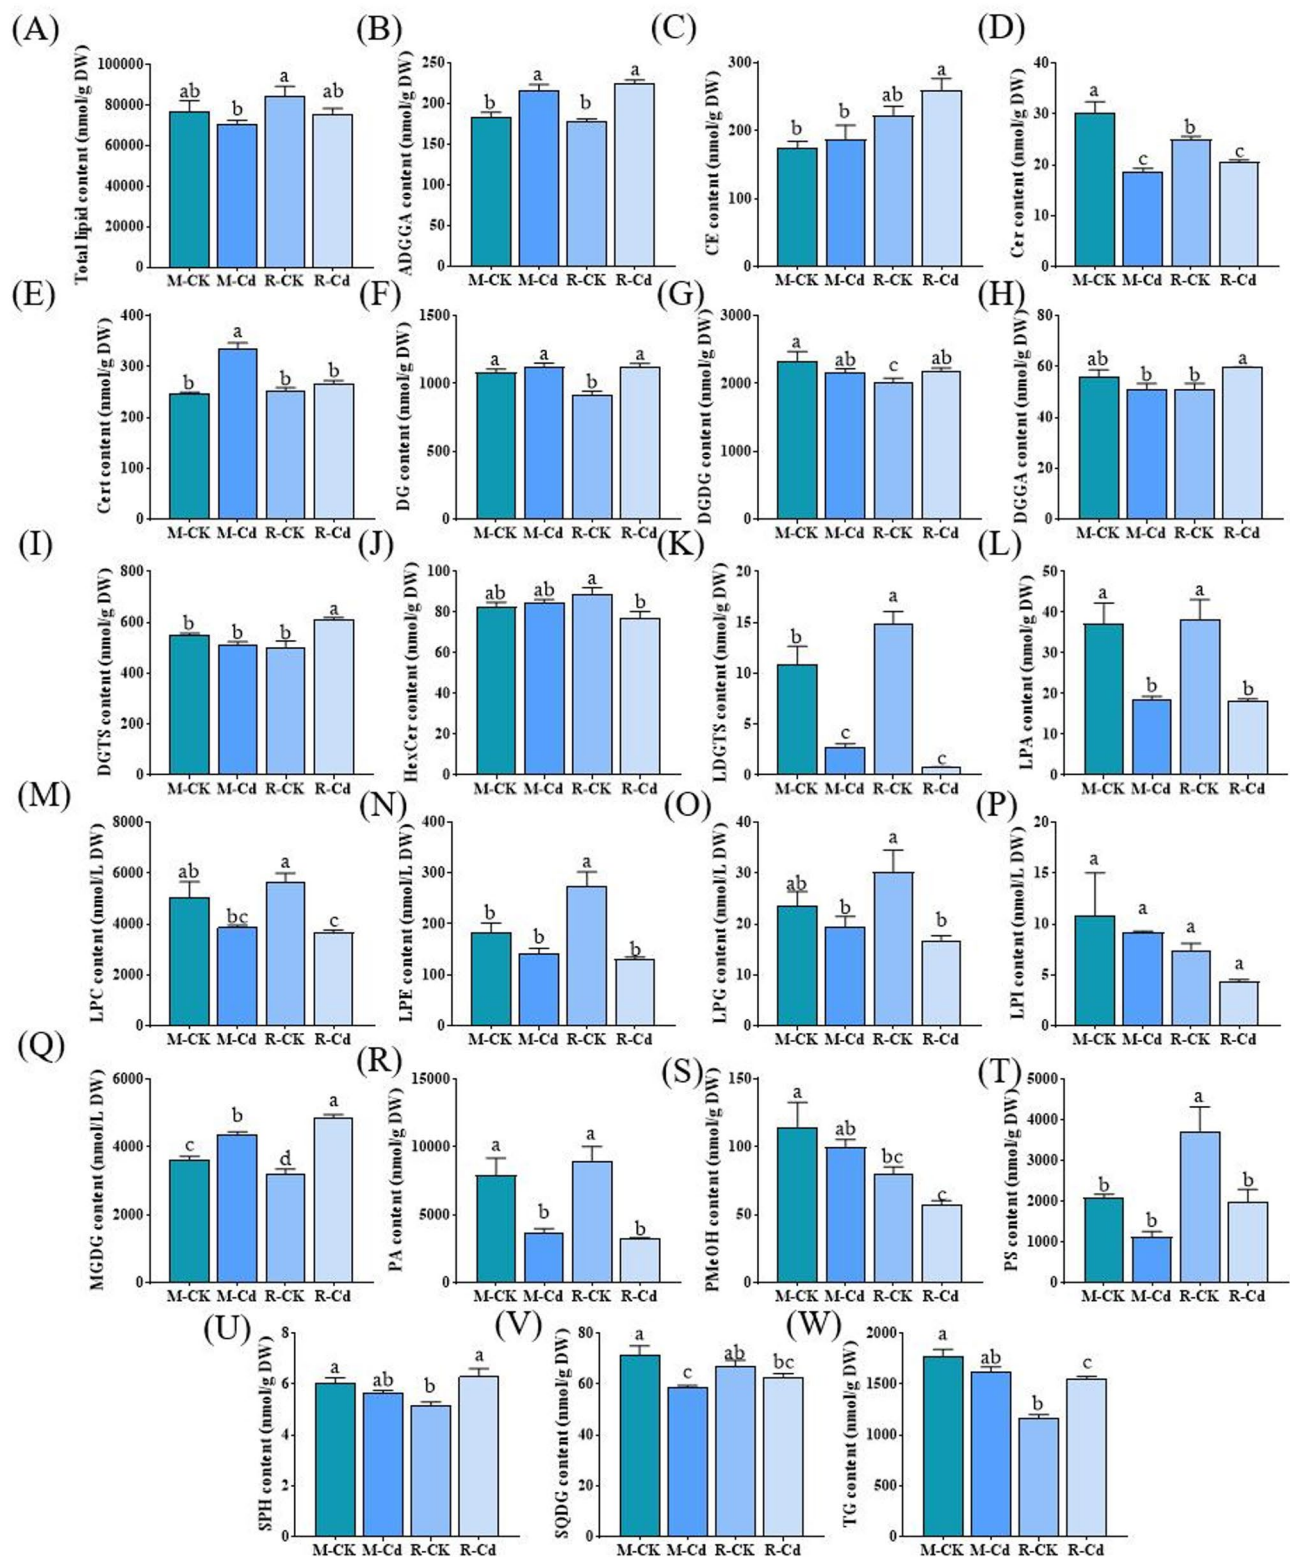 (A)
Total lipid content (nmol/g DW)
100000
80000
60000
40000
20000
0
ab
b
a
ab
M-CK M-Cd R-CK R-Cd
(B)
ADGGA content (nmol/g DW)
250
200
150
100
50
0
b
a
b
a
M-CK M-Cd R-CK R-Cd
(C)
CE content (nmol/g DW)
300
200
100
0
b
b
ab
a
M-CK M-Cd R-CK R-Cd
(D)
Cer content (nmol/g DW)
40
30
20
10
0
a
c
b
c
M-CK M-Cd R-CK R-Cd
(E)
Cert content (nmol/g DW)
400
300
200
100
0
b
a
b
b
M-CK M-Cd R-CK R-Cd
(F)
DG content (nmol/g DW)
1500
1000
500
0
a
a
b
a
M-CK M-Cd R-CK R-Cd
(G)
DGDG content (nmol/g DW)
3000
2000
1000
0
a
ab
c
ab
M-CK M-Cd R-CK R-Cd
(H)
DGGA content (nmol/g DW)
80
60
40
20
0
ab
b
b
a
M-CK M-Cd R-CK R-Cd
(I)
DGTS content (nmol/g DW)
800
600
400
200
0
b
b
b
a
M-CK M-Cd R-CK R-Cd
(J)
HexCer content (nmol/g DW)
100
80
60
40
20
0
ab
ab
a
b
M-CK M-Cd R-CK R-Cd
(K)
LDGTS content (nmol/g DW)
20
15
10
5
0
b
c
a
c
M-CK M-Cd R-CK R-Cd
(L)
LPA content (nmol/g DW)
50
40
30
20
10
0
a
b
a
b
M-CK M-Cd R-CK R-Cd
(M)
LPC content (nmol/L DW)
8000
6000
4000
2000
0
ab
bc
a
c
M-CK M-Cd R-CK R-Cd
(N)
LPE content (nmol/L DW)
400
300
200
100
0
b
b
a
b
M-CK M-Cd R-CK R-Cd
(O)
LPG content (nmol/L DW)
40
30
20
10
0
ab
b
a
b
M-CK M-Cd R-CK R-Cd
(P)
LPI content (nmol/L DW)
20
15
10
5
0
a
a
a
a
M-CK M-Cd R-CK R-Cd
(Q)
MGDG content (nmol/L DW)
6000
4000
2000
0
c
b
d
a
M-CK M-Cd R-CK R-Cd
(R)
PA content (nmol/g DW)
15000
10000
5000
0
a
b
a
b
M-CK M-Cd R-CK R-Cd
(S)
PMeOH content (nmol/g DW)
150
100
50
0
a
ab
bc
c
M-CK M-Cd R-CK R-Cd
(T)
PS content (nmol/g DW)
5000
4000
3000
2000
1000
0
b
b
a
b
M-CK M-Cd R-CK R-Cd
(U)
SPH content (nmol/g DW)
8
6
4
2
0
a
ab
b
a
M-CK M-Cd R-CK R-Cd
(V)
SQDG content (nmol/g DW)
80
60
40
20
0
a
c
ab
bc
M-CK M-Cd R-CK R-Cd
(W)
TG content (nmol/g DW)
2000
1500
1000
500
0
a
ab
b
c
M-CK M-Cd R-CK R-Cd